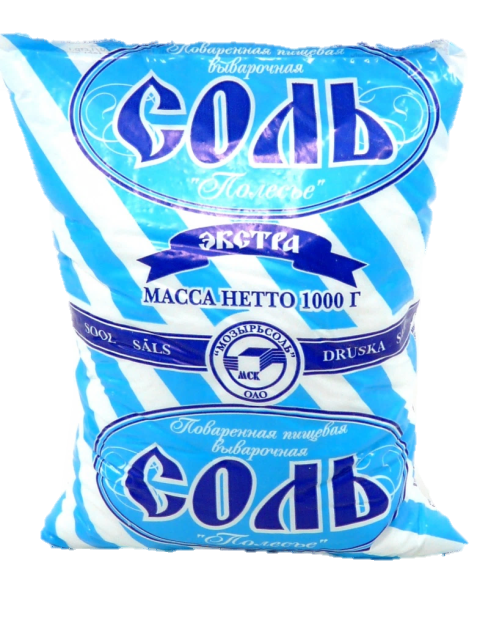 Поваренная пищевая
выварочная
СОЛЬ
"Полесье"
ЭКСТРА
МАССА НЕТТО 1000 Г
SOOL SĀLS
"МОЗЫРЬСОЛЬ"
МСК
ОАО
DRUSKA
Поваренная пищевая
выварочная
СОЛЬ
"Полесье"